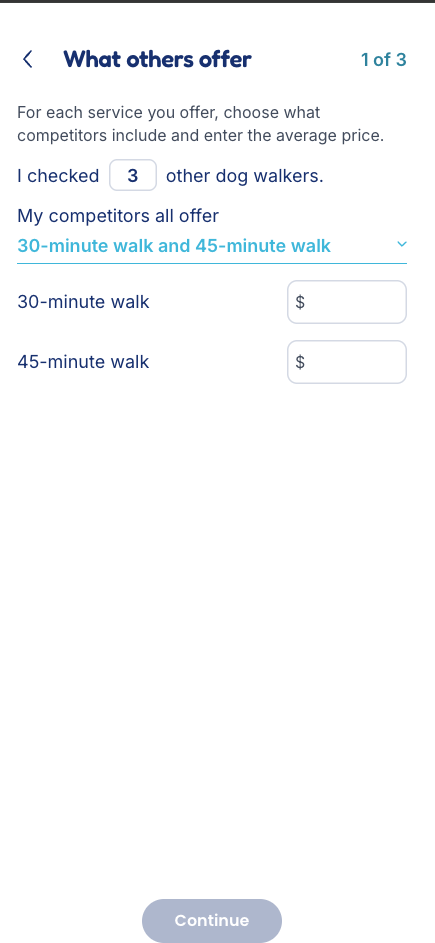 What others offer 1 of 3
For each service you offer, choose what
competitors include and enter the average price.
I checked 3 other dog walkers.
My competitors all offer
30-minute walk and 45-minute walk
30-minute walk $
45-minute walk $
Continue